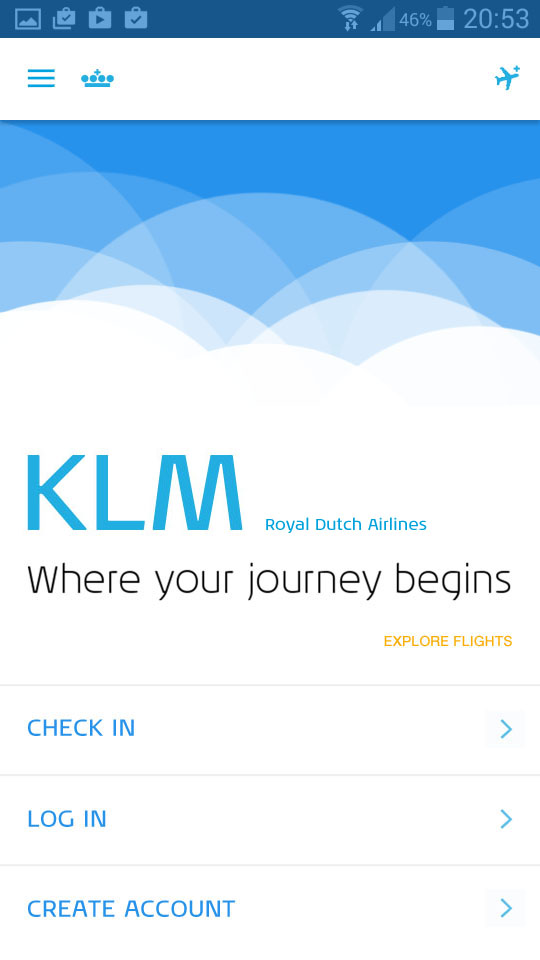 46% 20:53
KLM Royal Dutch Airlines
Where your journey begins
EXPLORE FLIGHTS
CHECK IN
LOG IN
CREATE ACCOUNT